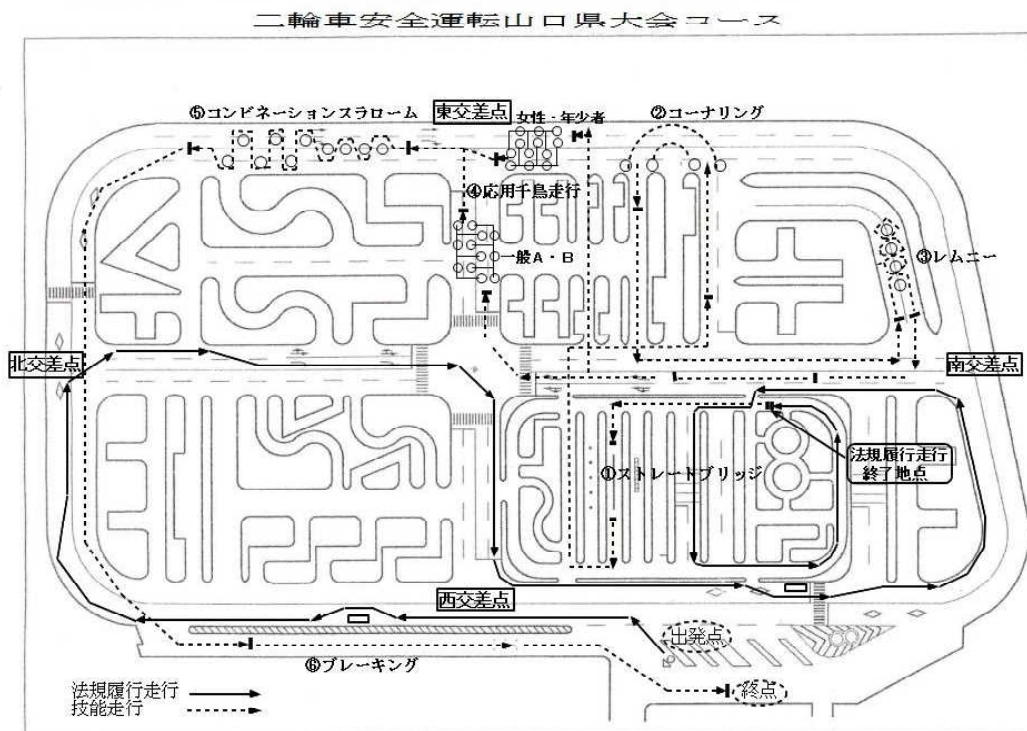 二輪車安全運転山口県大会コース
⑤コンビネーションスラローム
東交差点
女性・年少者
②コーナリング
④応用千鳥走行
一般A・B
③レムニー
北交差点
南交差点
法規履行走行
終了地点
①ストレートブリッジ
西交差点
出発点
⑥ブレーキング
終点
法規履行走行
技能走行